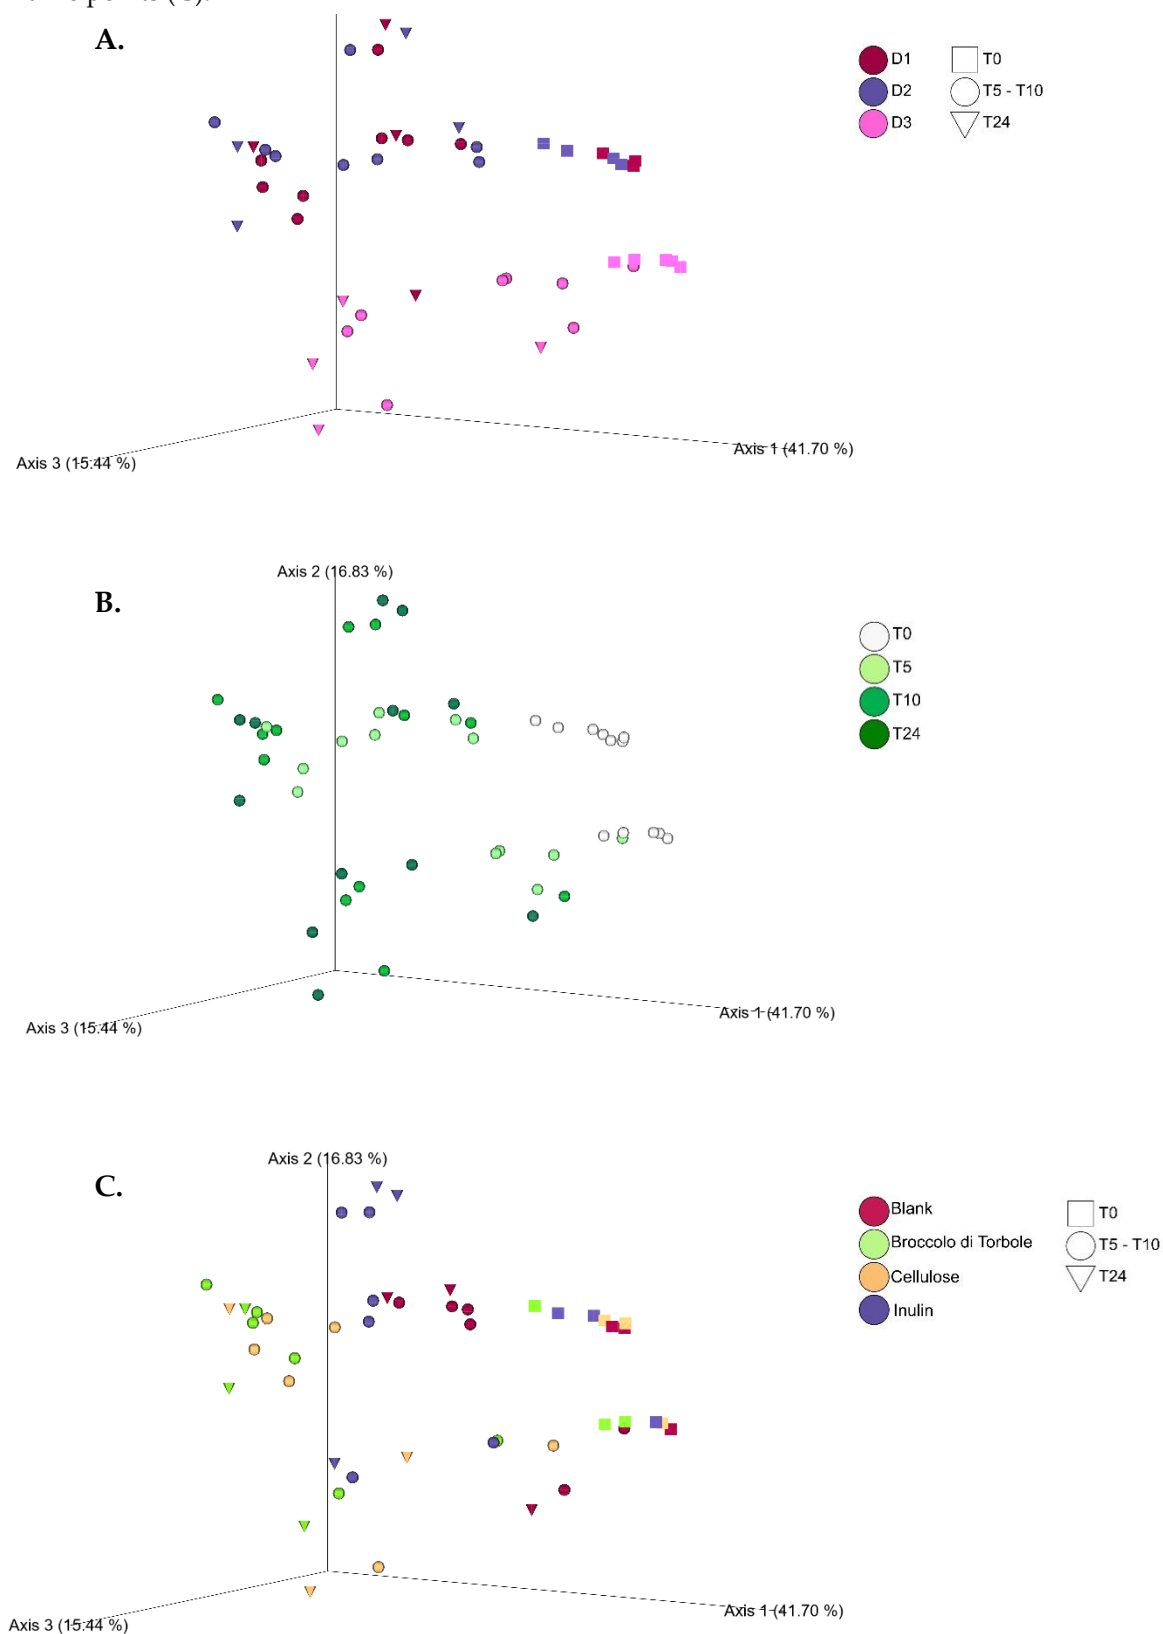 A.
D1
T0
D2
T5 - T10
D3
T24
Axis 1 (41.70 %)
Axis 3 (15.44 %)
Axis 2 (16.83 %)
B.
T0
T5
T10
T24
Axis 1 (41.70 %)
Axis 3 (15.44 %)
Axis 2 (16.83 %)
C.
Blank
T0
Broccolo di Torbole
T5 - T10
Cellulose
T24
Inulin
Axis 1 (41.70 %)
Axis 3 (15.44 %)